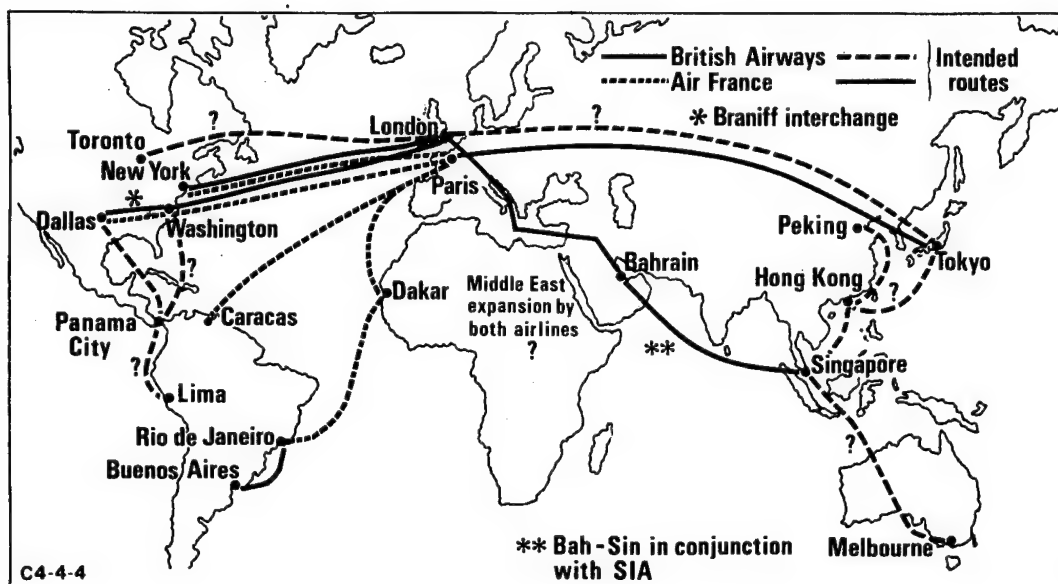 British Airways
Air France
Intended
routes
* Braniff interchange
?
?
London
Toronto
New York
Paris
*
Dallas
Washington
Peking
Tokyo
?
Bahrain
Hong Kong
?
Middle East
expansion by
both airlines
?
Dakar
Panama
City
Caracas
**
Singapore
?
Lima
Rio de Janeiro
?
Buenos Aires
** Bah-Sin in conjunction
with SIA
Melbourne
C4-4-4